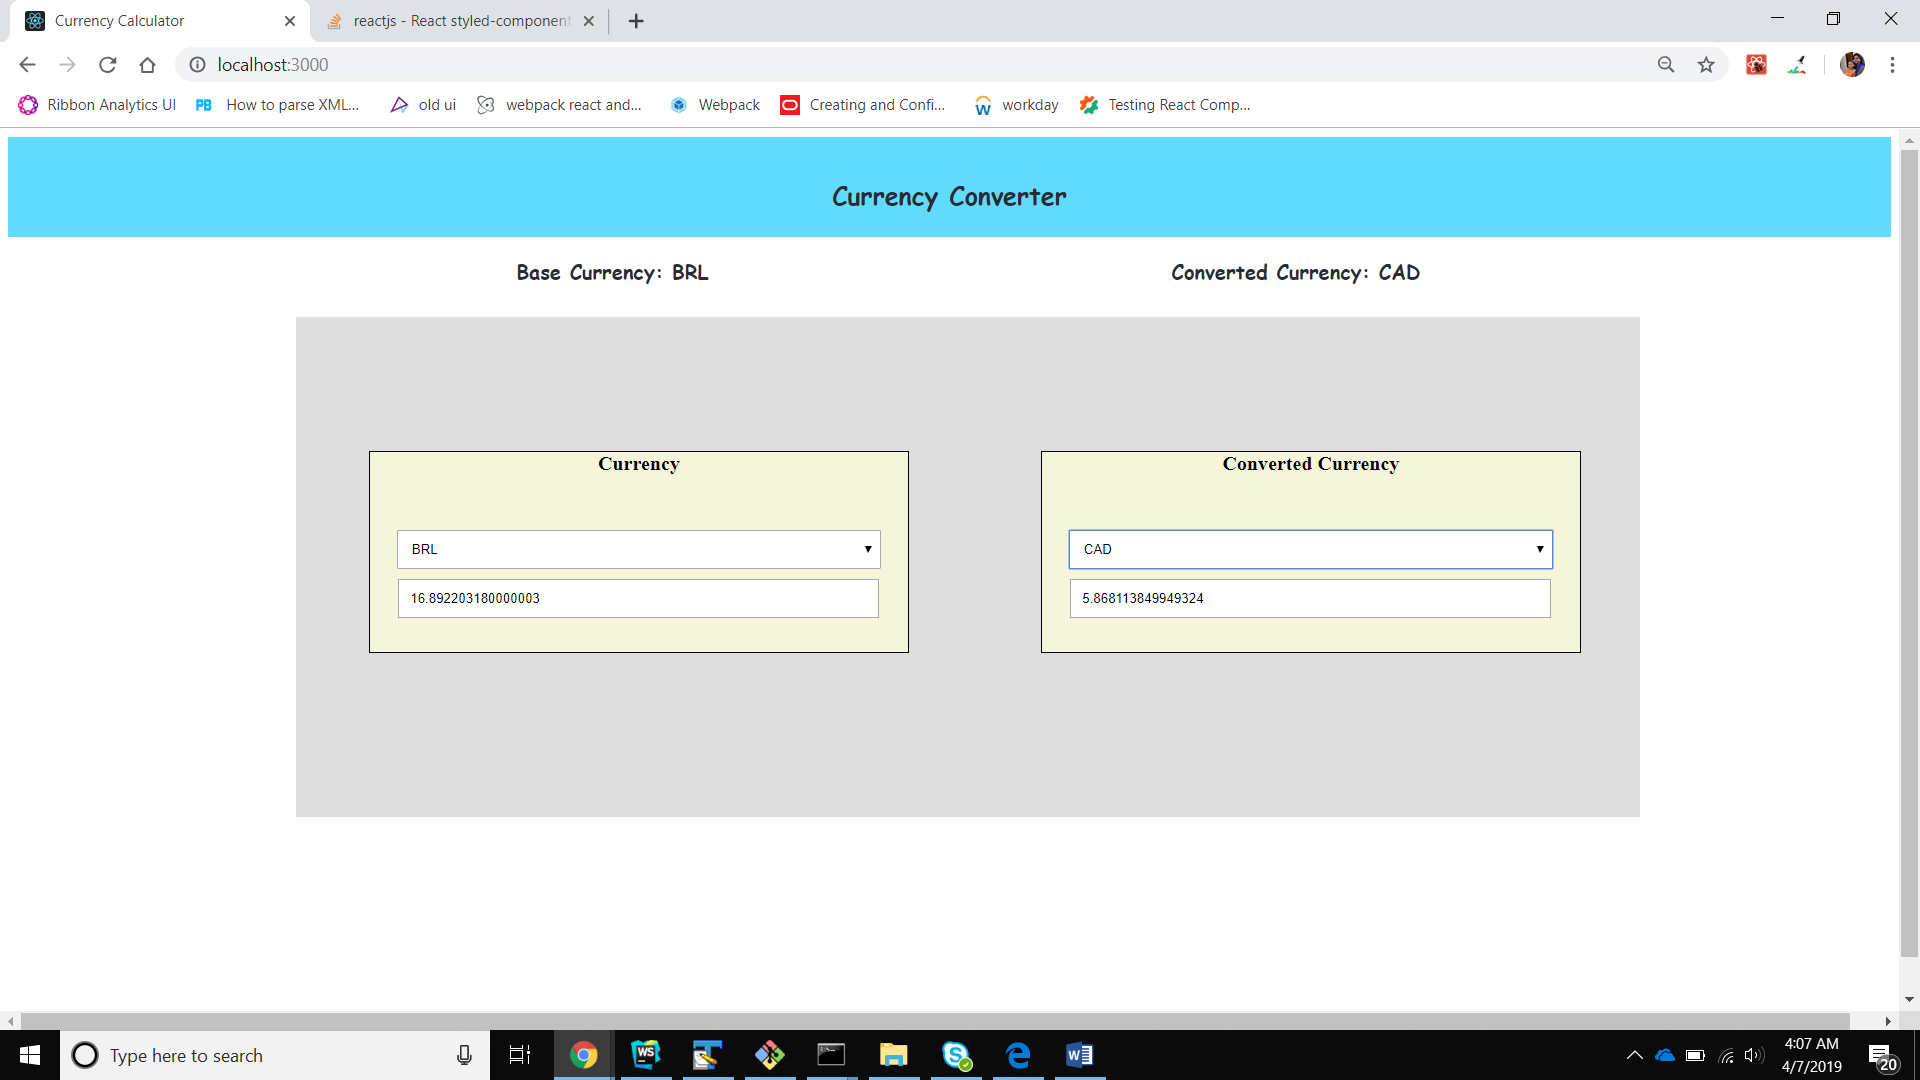 Currency Calculator
reactjs - React styled-component
localhost:3000
Ribbon Analytics UI
PB How to parse XML...
old ui
webpack react and...
Webpack
Creating and Confi...
workday
Testing React Comp...
Currency Converter
Base Currency: BRL
Converted Currency: CAD
Currency
BRL
16.892203180000003
Converted Currency
CAD
5.868113849949324
Type here to search
WS
4:07 AM
4/7/2019
20